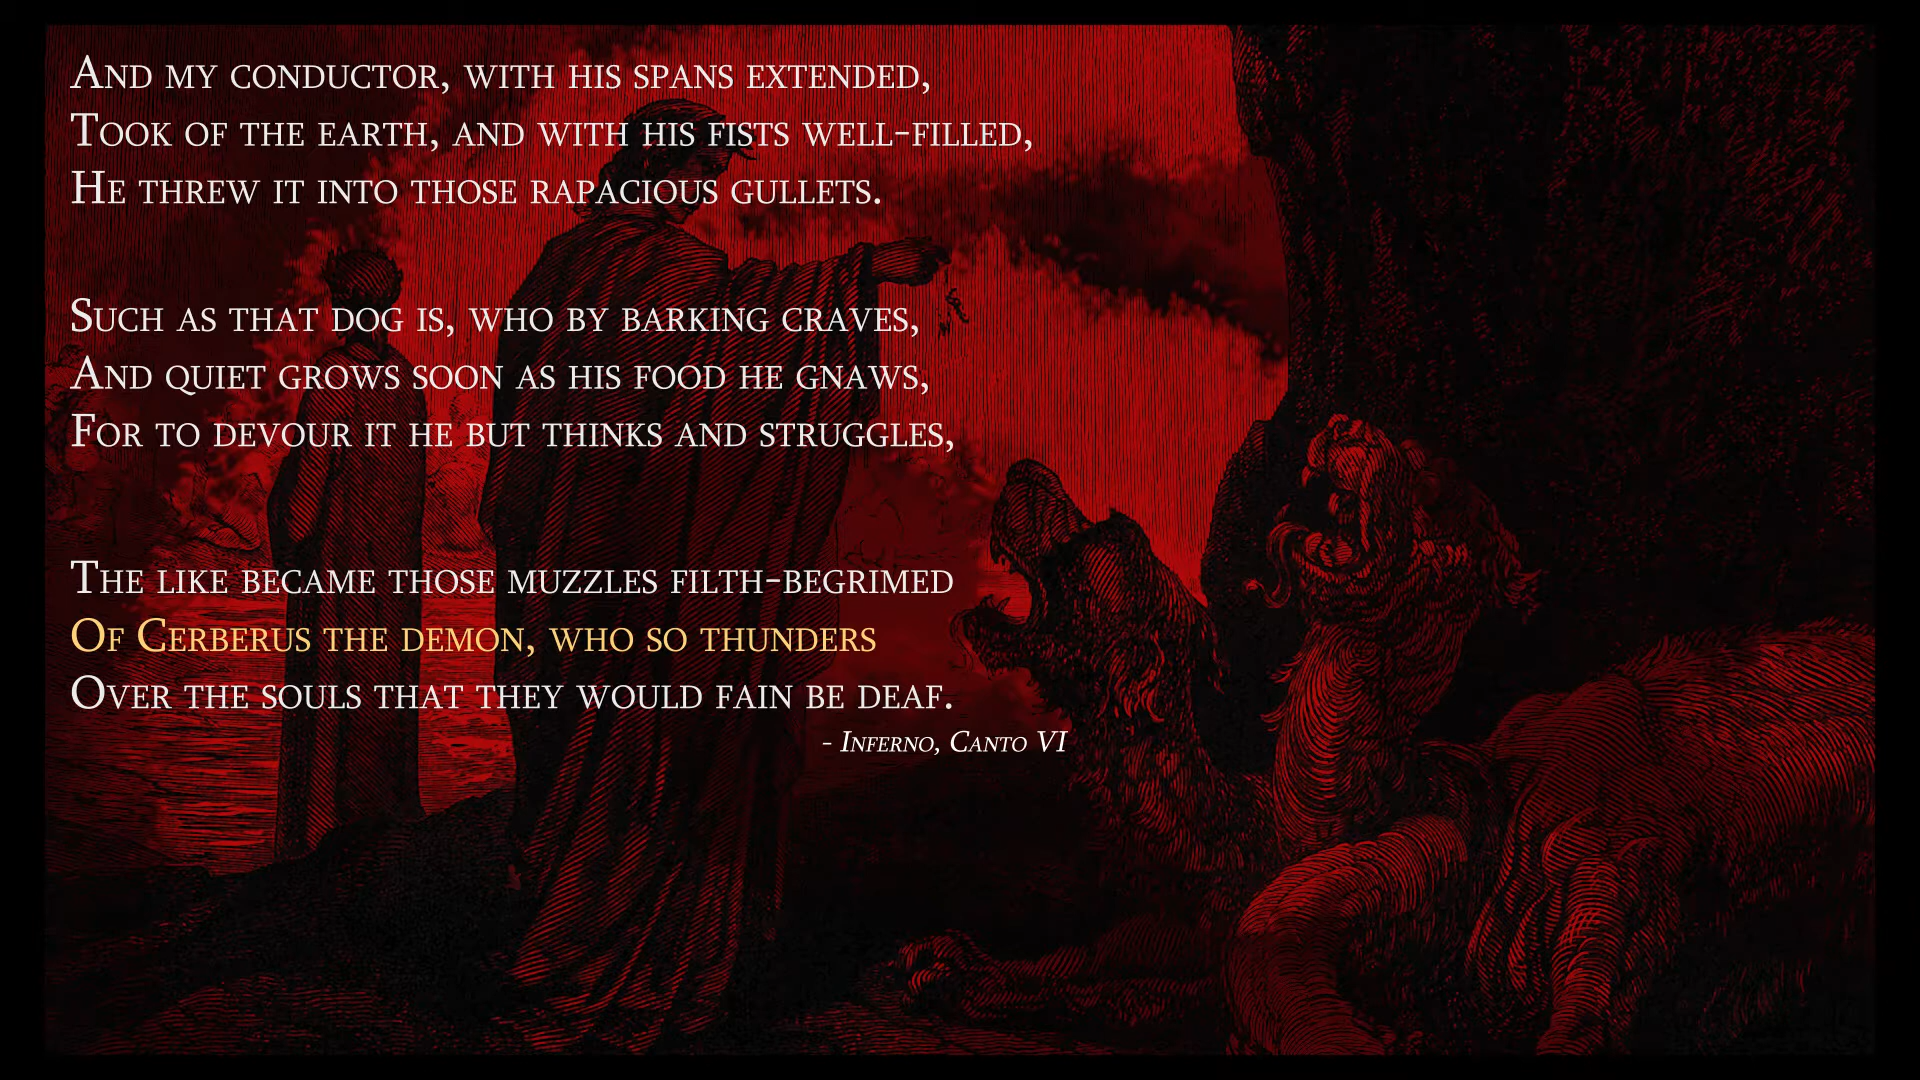 And my conductor, with his spans extended,
Took of the earth, and with his fists well-filled,
He threw it into those rapacious gullets.
Such as that dog is, who by barking craves,
And quiet grows soon as his food he gnaws,
For to devour it he but thinks and struggles,
The like became those muzzles filth-begrimed
Of Cerberus the demon, who so thunders
Over the souls that they would fain be deaf.
- Inferno, Canto VI